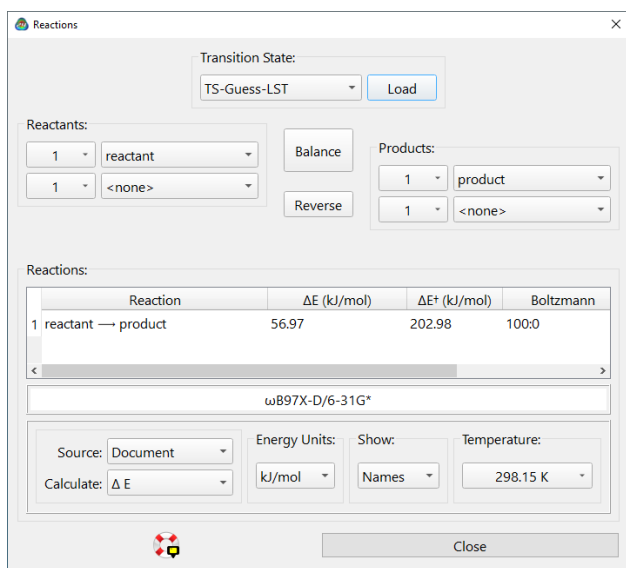 Reactions
Transition State:
TS-Guess-LST Load
Reactants:
1 reactant
1 <none>
Balance
Reverse
Products:
1 product
1 <none>
Reactions:
Reaction ΔE (kJ/mol) ΔE† (kJ/mol) Boltzmann
1 reactant ⟶ product 56.97 202.98 100:0
ωB97X-D/6-31G*
Source: Document
Calculate: Δ E
Energy Units:
kJ/mol
Show:
Names
Temperature:
298.15 K
Close